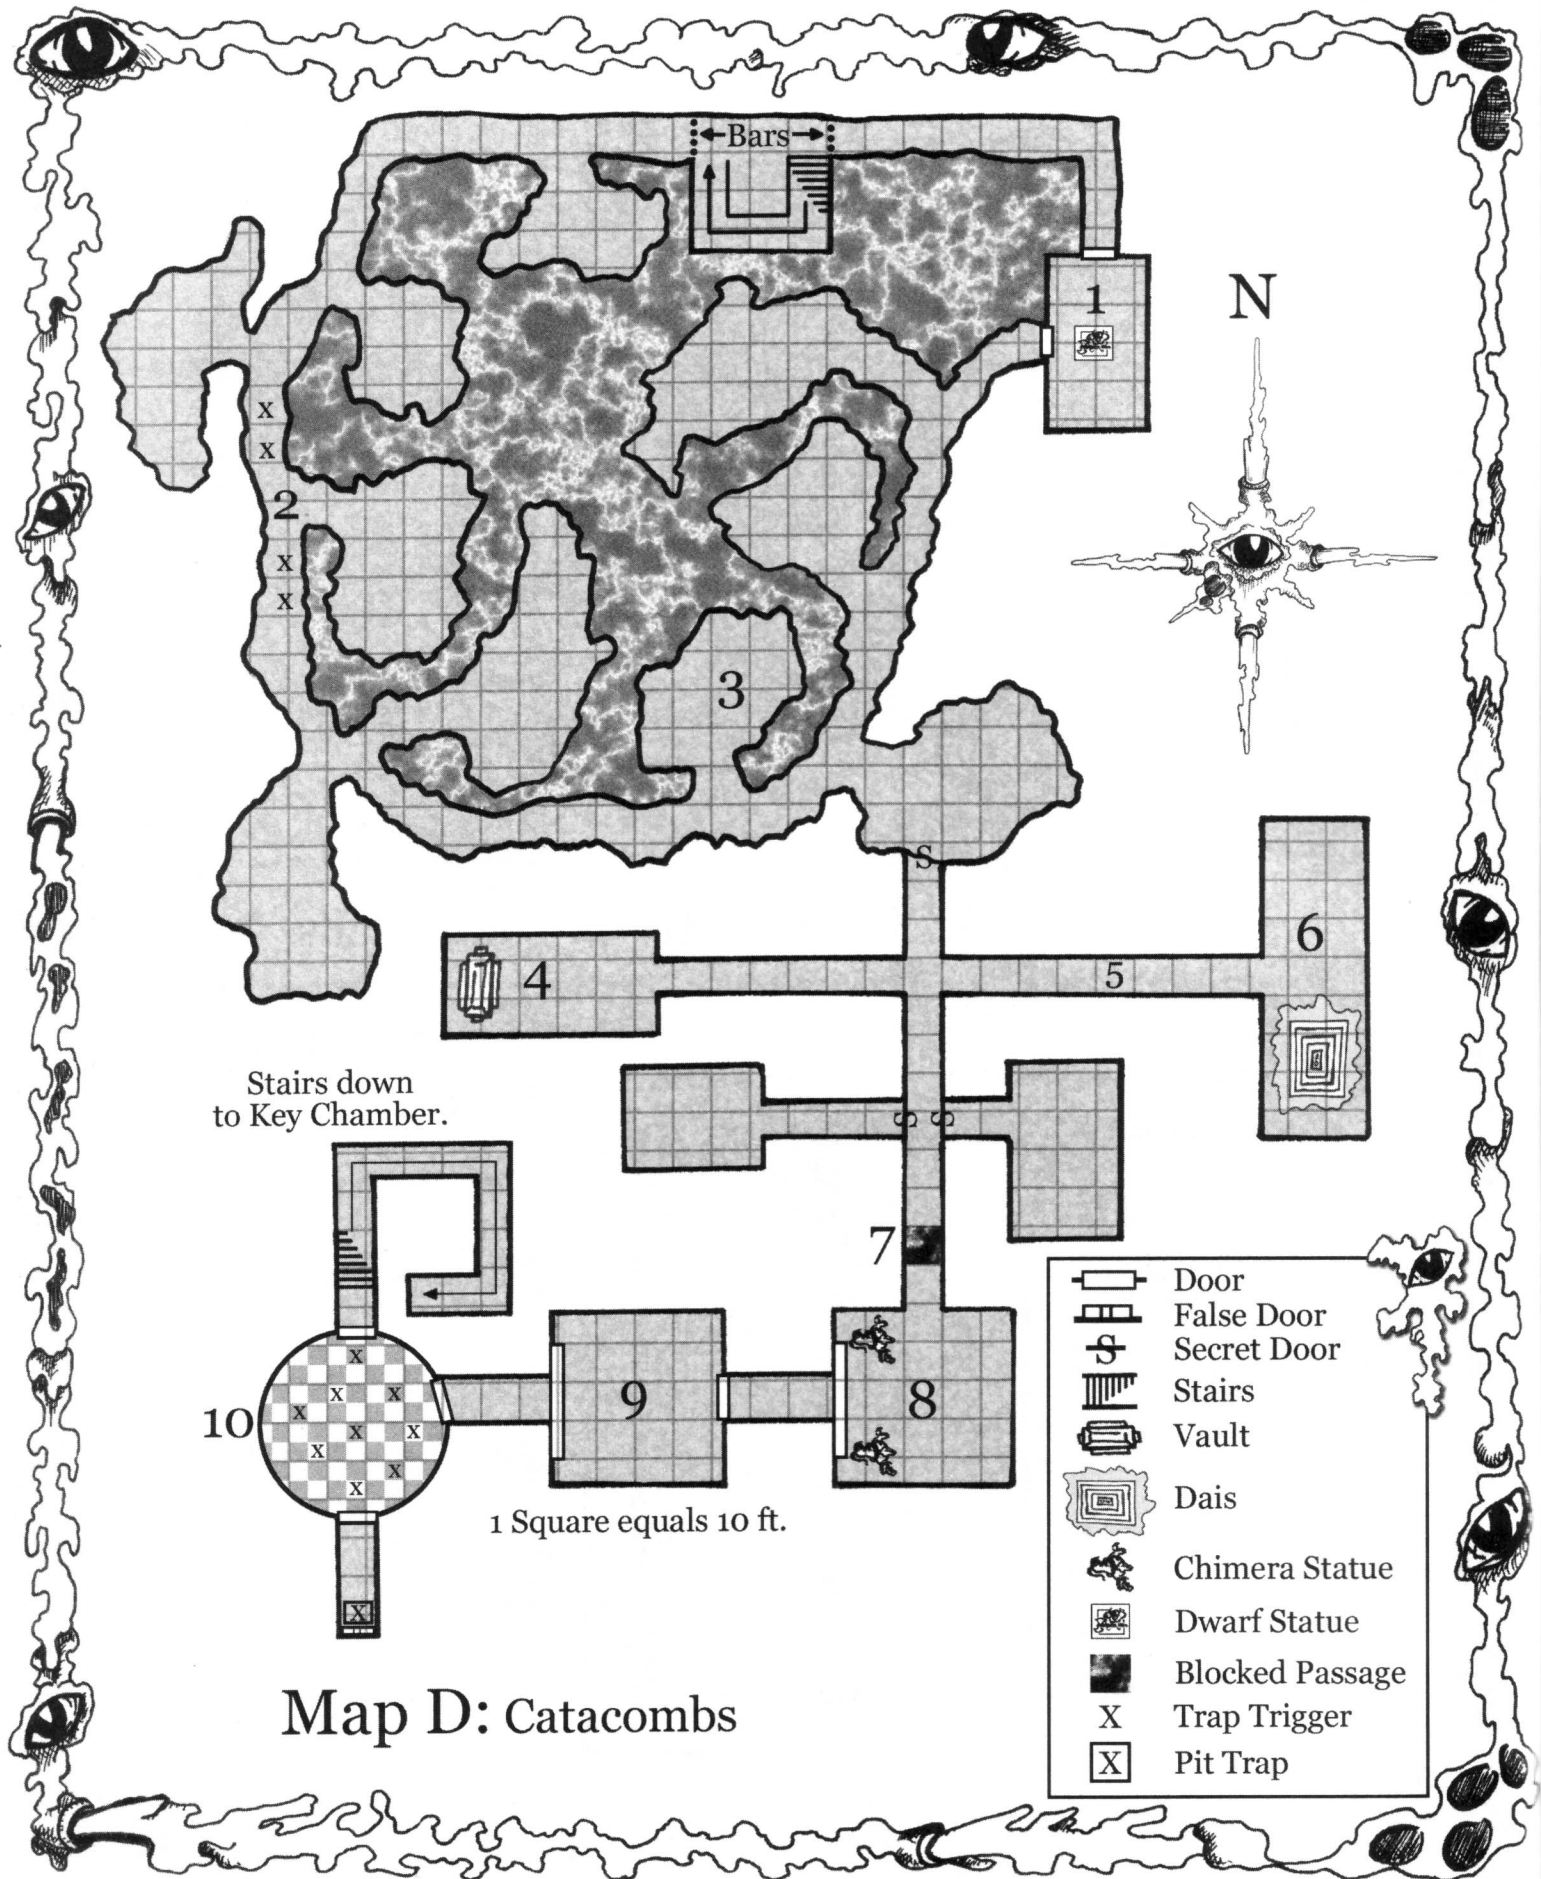 Bars
N
1
x
x
2
x
x
3
S
6
4
5
Stairs down
to Key Chamber.
S S
7
Door
False Door
S Secret Door
Stairs
9
8
10
x
x
x
x
x
x
x
x
x
Vault
Dais
1 Square equals 10 ft.
Chimera Statue
X
Dwarf Statue
Blocked Passage
Map D: Catacombs
X Trap Trigger
X Pit Trap